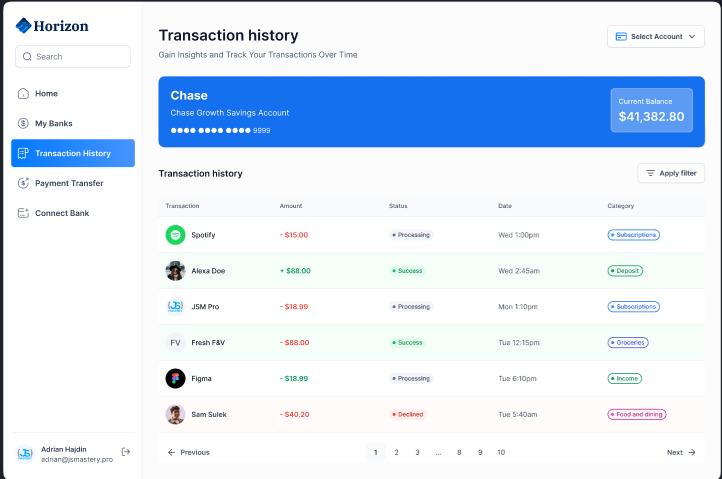 Horizon
Search
Home
My Banks
Transaction History
Payment Transfer
Connect Bank
Adrian Hajdin
adrian@jsmastery.pro
Transaction history
Gain Insights and Track Your Transactions Over Time
Select Account
Chase
Chase Growth Savings Account
●●●● ●●●● ●●●● 9999
Current Balance
$41,382.80
Transaction history
Apply filter
Transaction Amount Status Date Category
Spotify - $15.00 Processing Wed 1:00pm Subscriptions
Alexa Doe + $88.00 Success Wed 2:45am Deposit
JSM Pro - $18.99 Processing Mon 1:10pm Subscriptions
FV Fresh F&V - $88.00 Success Tue 12:15pm Groceries
Figma - $18.99 Processing Tue 6:10pm Income
Sam Sulek - $40.20 Declined Tue 5:40am Food and dining
Previous 1 2 3 ... 8 9 10 Next